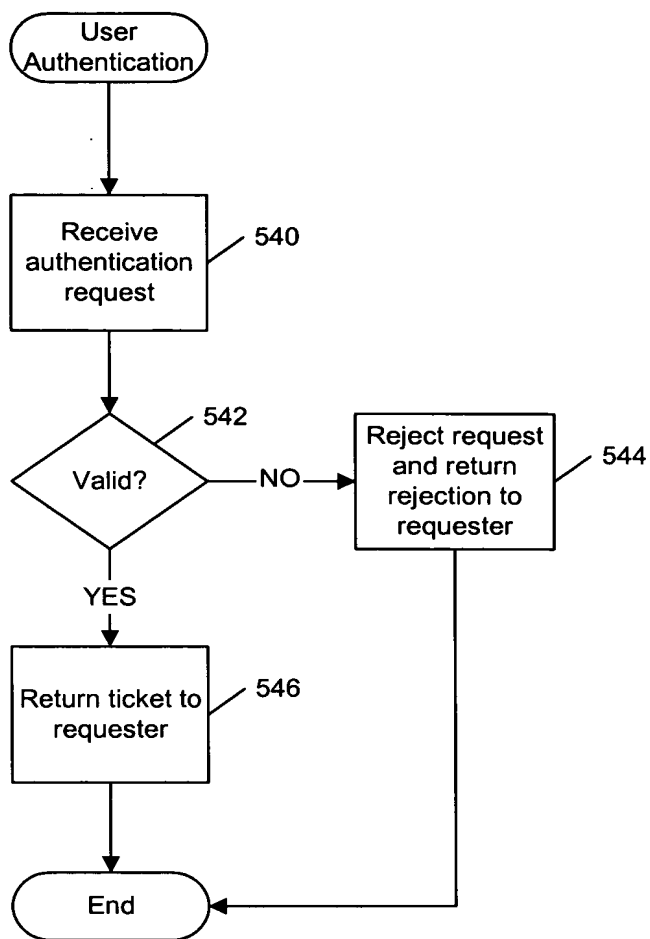 User
Authentication
Receive
authentication
request
540
542
Valid?
NO
Reject request
and return
rejection to
requester
544
YES
Return ticket to
requester
546
End